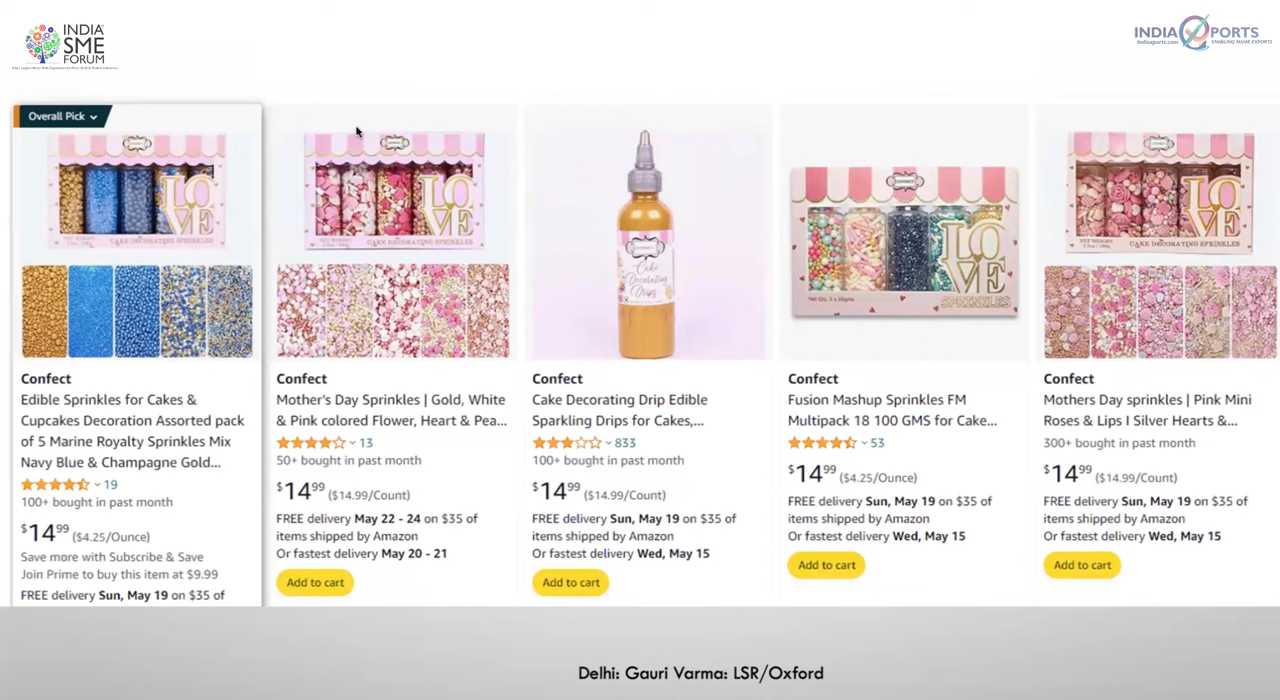 INDIA
SME
FORUM
INDIA XPORTS
Indiaxports.com ENABLING MSME EXPORTS
Overall Pick
LOVE
CAKE DECORATING SPRINKLES
LOVE
CAKE DECORATING SPRINKLES
Cake
Decorating
Drips
LOVE
SPRINKLES
LOVE
CAKE DECORATING SPRINKLES
Confect
Edible Sprinkles for Cakes &
Cupcakes Decoration Assorted pack
of 5 Marine Royalty Sprinkles Mix
Navy Blue & Champagne Gold...
19
100+ bought in past month
$14.99 ($4.25/Ounce)
Save more with Subscribe & Save
Join Prime to buy this item at $9.99
FREE delivery Sun, May 19 on $35 of
Confect
Mother's Day Sprinkles | Gold, White
& Pink colored Flower, Heart & Pea...
13
50+ bought in past month
$14.99 ($14.99/Count)
FREE delivery May 22 - 24 on $35 of
items shipped by Amazon
Or fastest delivery May 20 - 21
Add to cart
Confect
Cake Decorating Drip Edible
Sparkling Drips for Cakes,...
833
100+ bought in past month
$14.99 ($14.99/Count)
FREE delivery Sun, May 19 on $35 of
items shipped by Amazon
Or fastest delivery Wed, May 15
Add to cart
Confect
Fusion Mashup Sprinkles FM
Multipack 18 100 GMS for Cake...
53
$14.99 ($4.25/Ounce)
FREE delivery Sun, May 19 on $35 of
items shipped by Amazon
Or fastest delivery Wed, May 15
Add to cart
Confect
Mothers Day sprinkles | Pink Mini
Roses & Lips I Silver Hearts &...
300+ bought in past month
$14.99 ($14.99/Count)
FREE delivery Sun, May 19 on $35 of
items shipped by Amazon
Or fastest delivery Wed, May 15
Add to cart
Delhi: Gauri Varma: LSR/Oxford